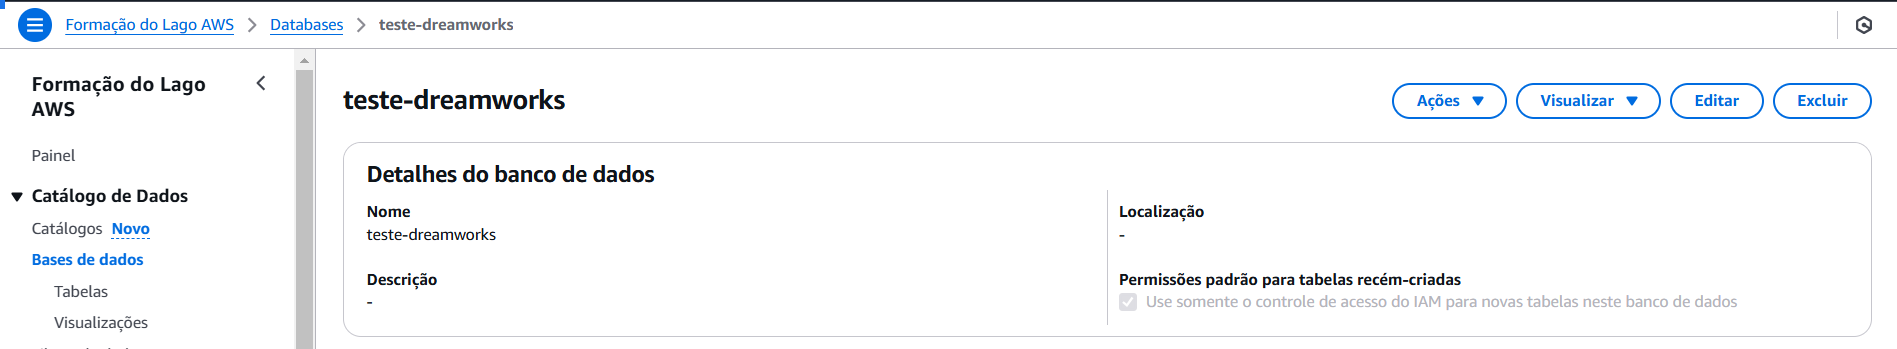 Formação do Lago AWS > Databases > teste-dreamworks
Formação do Lago
AWS
Painel
Catálogo de Dados
Catálogos Novo
Bases de dados
Tabelas
Visualizações
teste-dreamworks
Ações
Visualizar
Editar
Excluir
Detalhes do banco de dados
Nome
teste-dreamworks
Descrição
-
Localização
-
Permissões padrão para tabelas recém-criadas
Use somente o controle de acesso do IAM para novas tabelas neste banco de dados